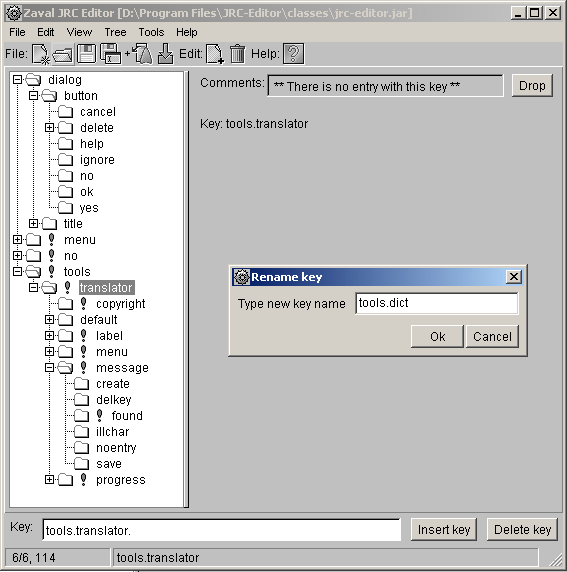 Zaval JRC Editor [D:\Program Files\JRC-Editor\classes\jrc-editor.jar]
File Edit View Tree Tools Help
File: Edit: Help:
dialog
button
cancel
delete
help
ignore
no
ok
yes
title
menu
no
tools
translator
copyright
default
label
menu
message
create
delkey
found
illchar
noentry
save
progress
Comments: ** There is no entry with this key ** Drop
Key: tools.translator
Rename key
Type new key name tools.dict
Ok Cancel
Key: tools.translator. Insert key Delete key
6/6, 114 tools.translator